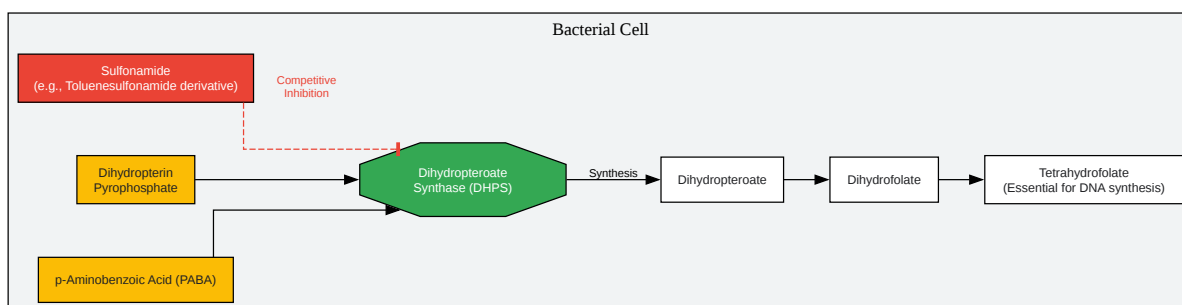 Bacterial Cell
Sulfonamide
(e.g., Toluenesulfonamide derivative)
Competitive
Inhibition
Dihydropterin
Pyrophosphate
Dihydropteroate
Synthase (DHPS)
Synthesis
Dihydropteroate
Dihydrofolate
Tetrahydrofolate
(Essential for DNA synthesis)
p-Aminobenzoic Acid (PABA)